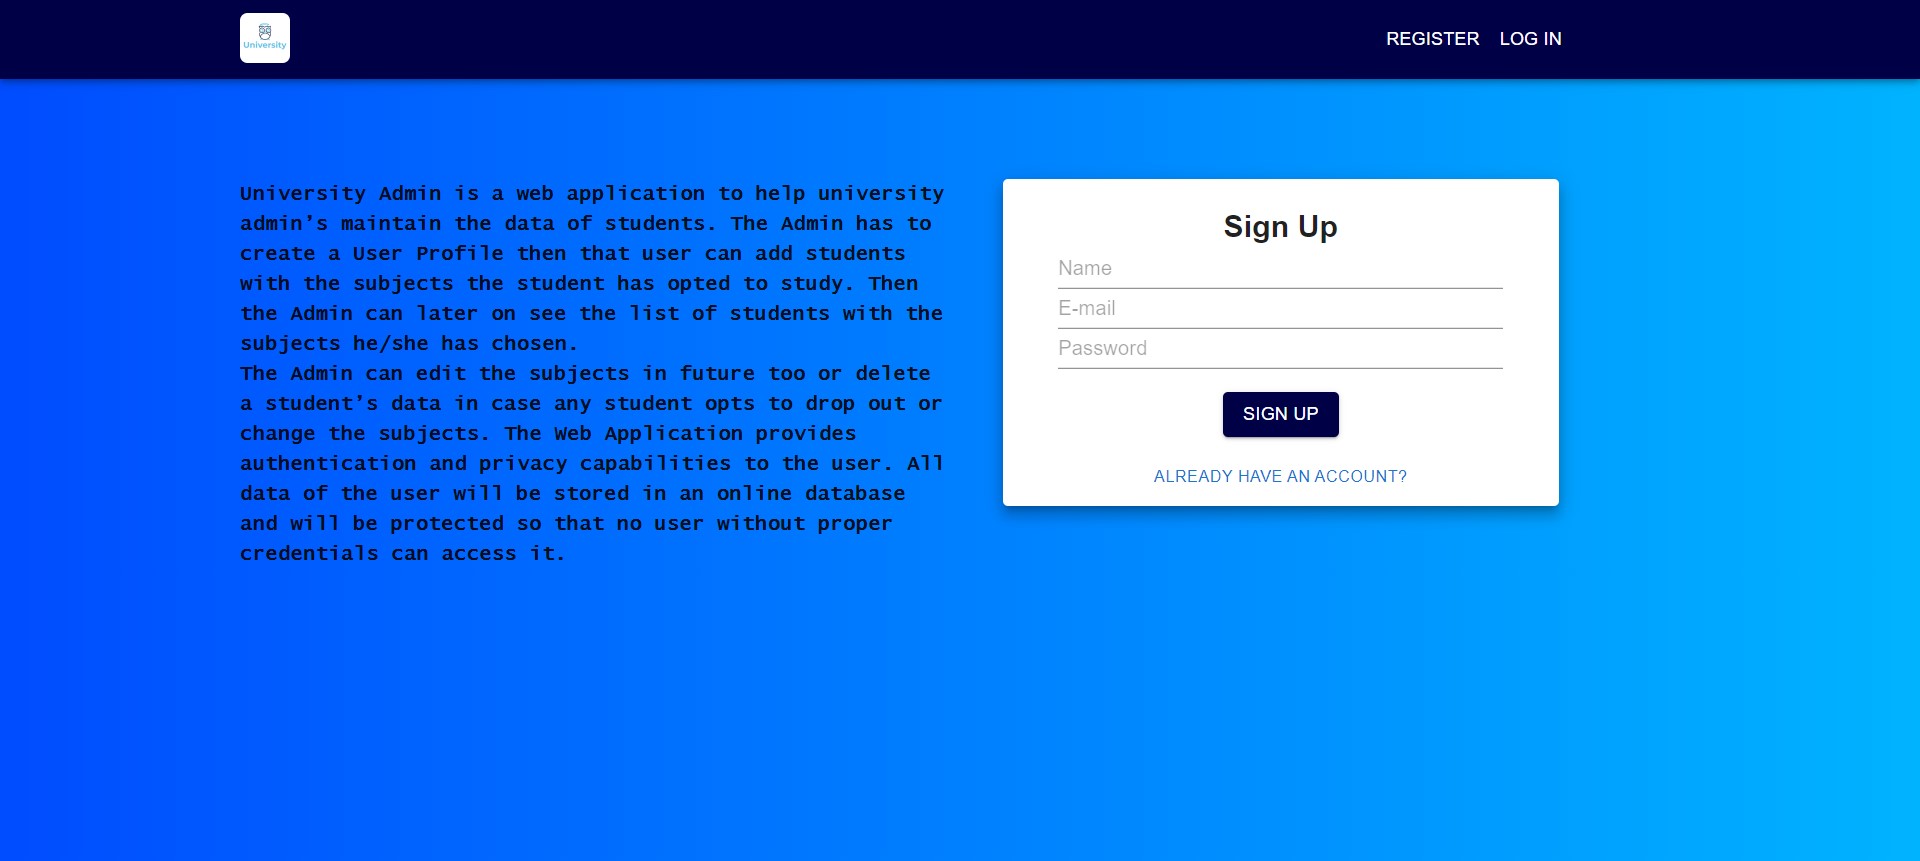 University
REGISTER LOG IN
University Admin is a web application to help university
admin’s maintain the data of students. The Admin has to
create a User Profile then that user can add students
with the subjects the student has opted to study. Then
the Admin can later on see the list of students with the
subjects he/she has chosen.
The Admin can edit the subjects in future too or delete
a student’s data in case any student opts to drop out or
change the subjects. The Web Application provides
authentication and privacy capabilities to the user. All
data of the user will be stored in an online database
and will be protected so that no user without proper
credentials can access it.
Sign Up
Name
E-mail
Password
SIGN UP
ALREADY HAVE AN ACCOUNT?